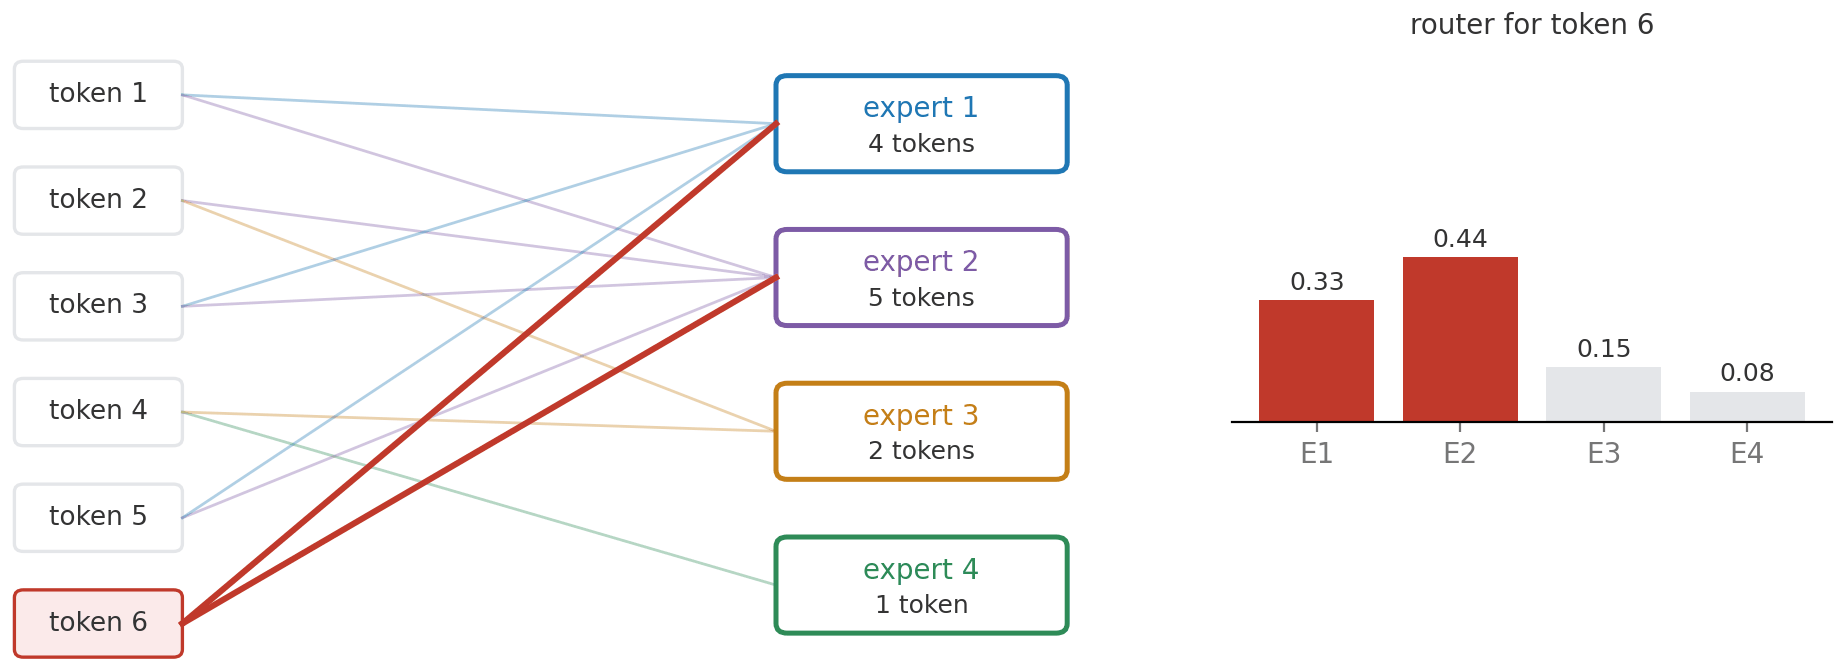 token 1
token 2
token 3
token 4
token 5
token 6
expert 1
4 tokens
expert 2
5 tokens
expert 3
2 tokens
expert 4
1 token
router for token 6
0.33
0.44
0.15
0.08
E1
E2
E3
E4